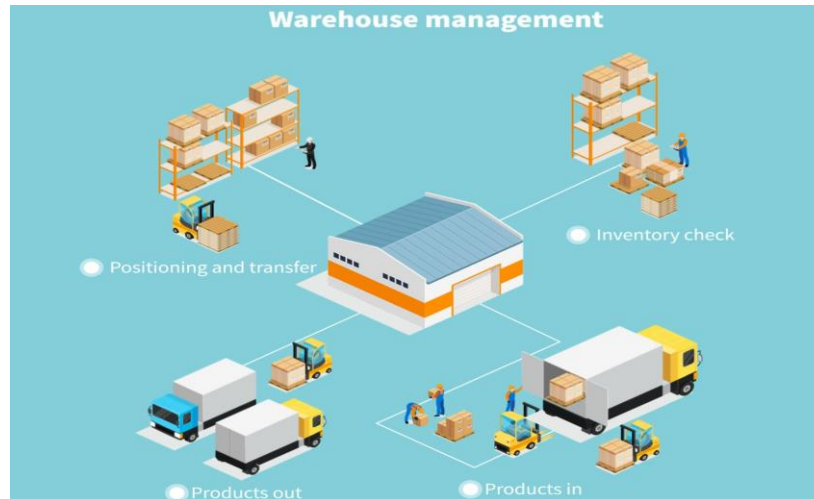 Warehouse management
Positioning and transfer
Inventory check
Products out
Products in